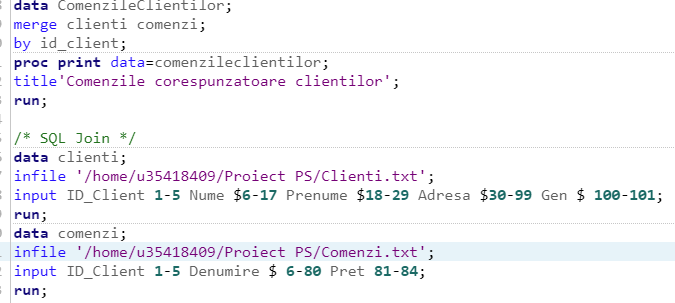 data ComenzileClientilor;
merge clienti comenzi;
by id_client;
proc print data=comenzileclientilor;
title'Comenzile corespunzatoare clientilor';
run;
/* SQL Join */
data clienti;
infile '/home/u35418409/Proiect PS/Clienti.txt';
input ID_Client 1-5 Nume $6-17 Prenume $18-29 Adresa $30-99 Gen $ 100-101;
run;
data comenzi;
infile '/home/u35418409/Proiect PS/Comenzi.txt';
input ID_Client 1-5 Denumire $ 6-80 Pret 81-84;
run;